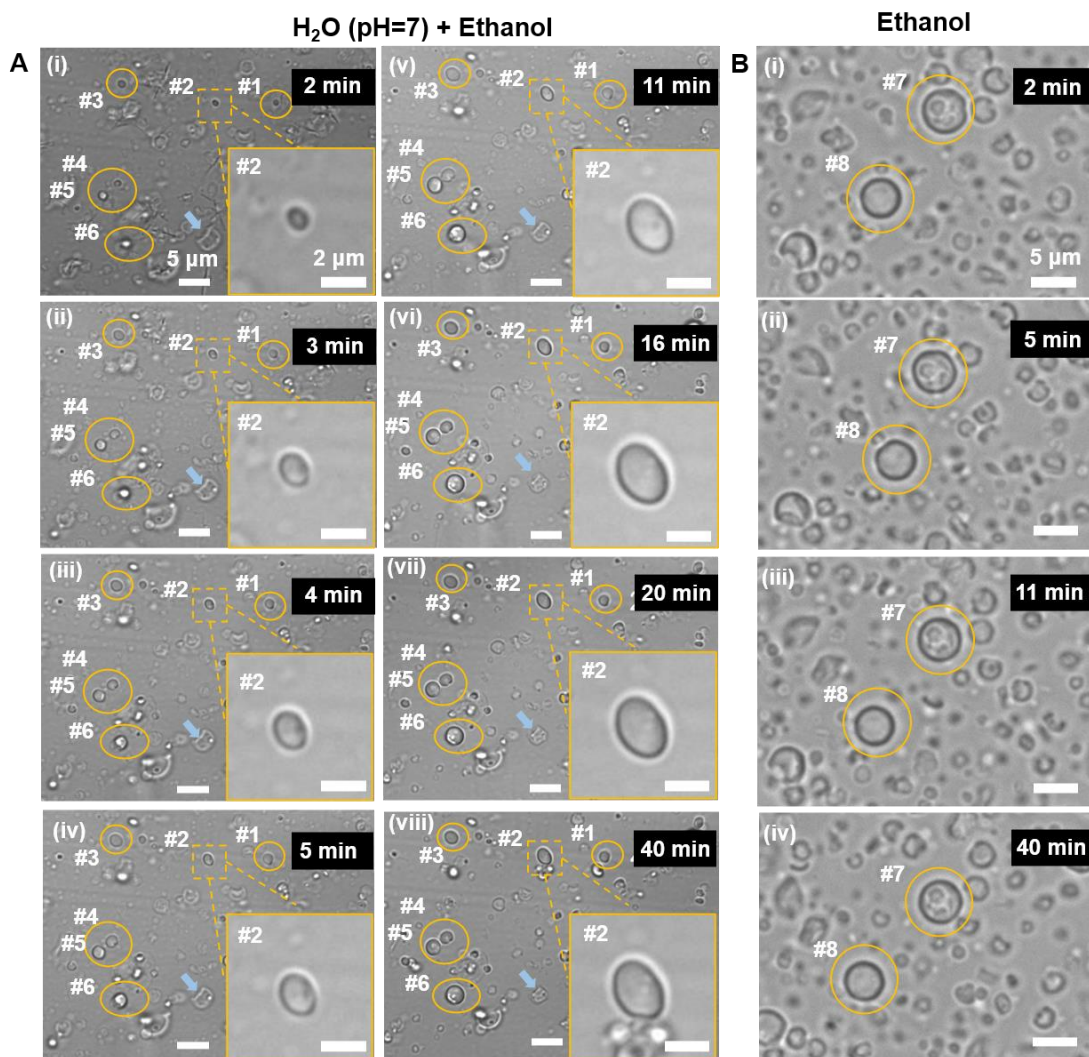 H₂O (pH=7) + Ethanol
Ethanol
A
(i)
2 min
#3
#2
#1
#4
#5
#6
#2
5 µm
2 µm
(ii)
3 min
#3
#2
#1
#4
#5
#6
#2
(iii)
4 min
#3
#2
#1
#4
#5
#6
#2
(iv)
5 min
#3
#2
#1
#4
#5
#6
#2
(v)
11 min
#3
#2
#1
#4
#5
#6
#2
(vi)
16 min
#3
#2
#1
#4
#5
#6
#2
(vii)
20 min
#3
#2
#1
#4
#5
#6
#2
(viii)
40 min
#3
#2
#1
#4
#5
#6
#2
B
(i)
2 min
#7
#8
5 µm
(ii)
5 min
#7
#8
(iii)
11 min
#7
#8
(iv)
40 min
#7
#8